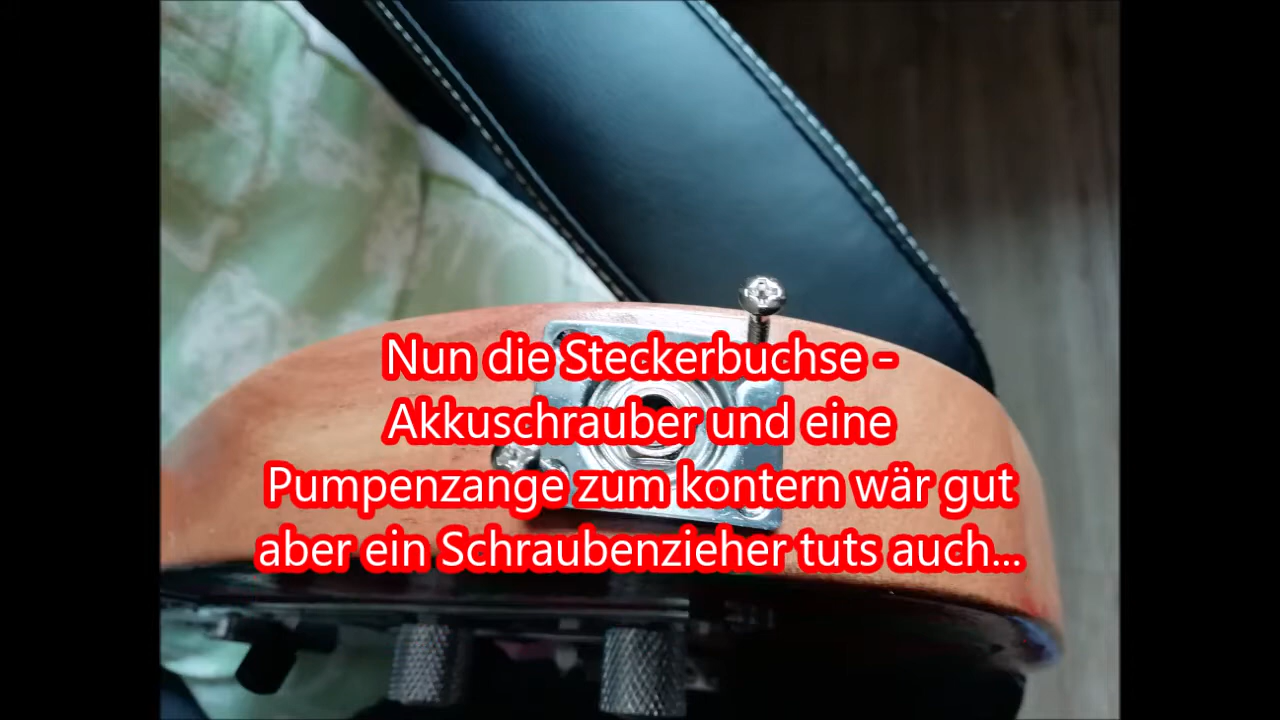 Nun die Steckerbuchse -
Akkuschrauber und eine
Pumpenzange zum kontern wär gut
aber ein Schraubenzieher tuts auch...